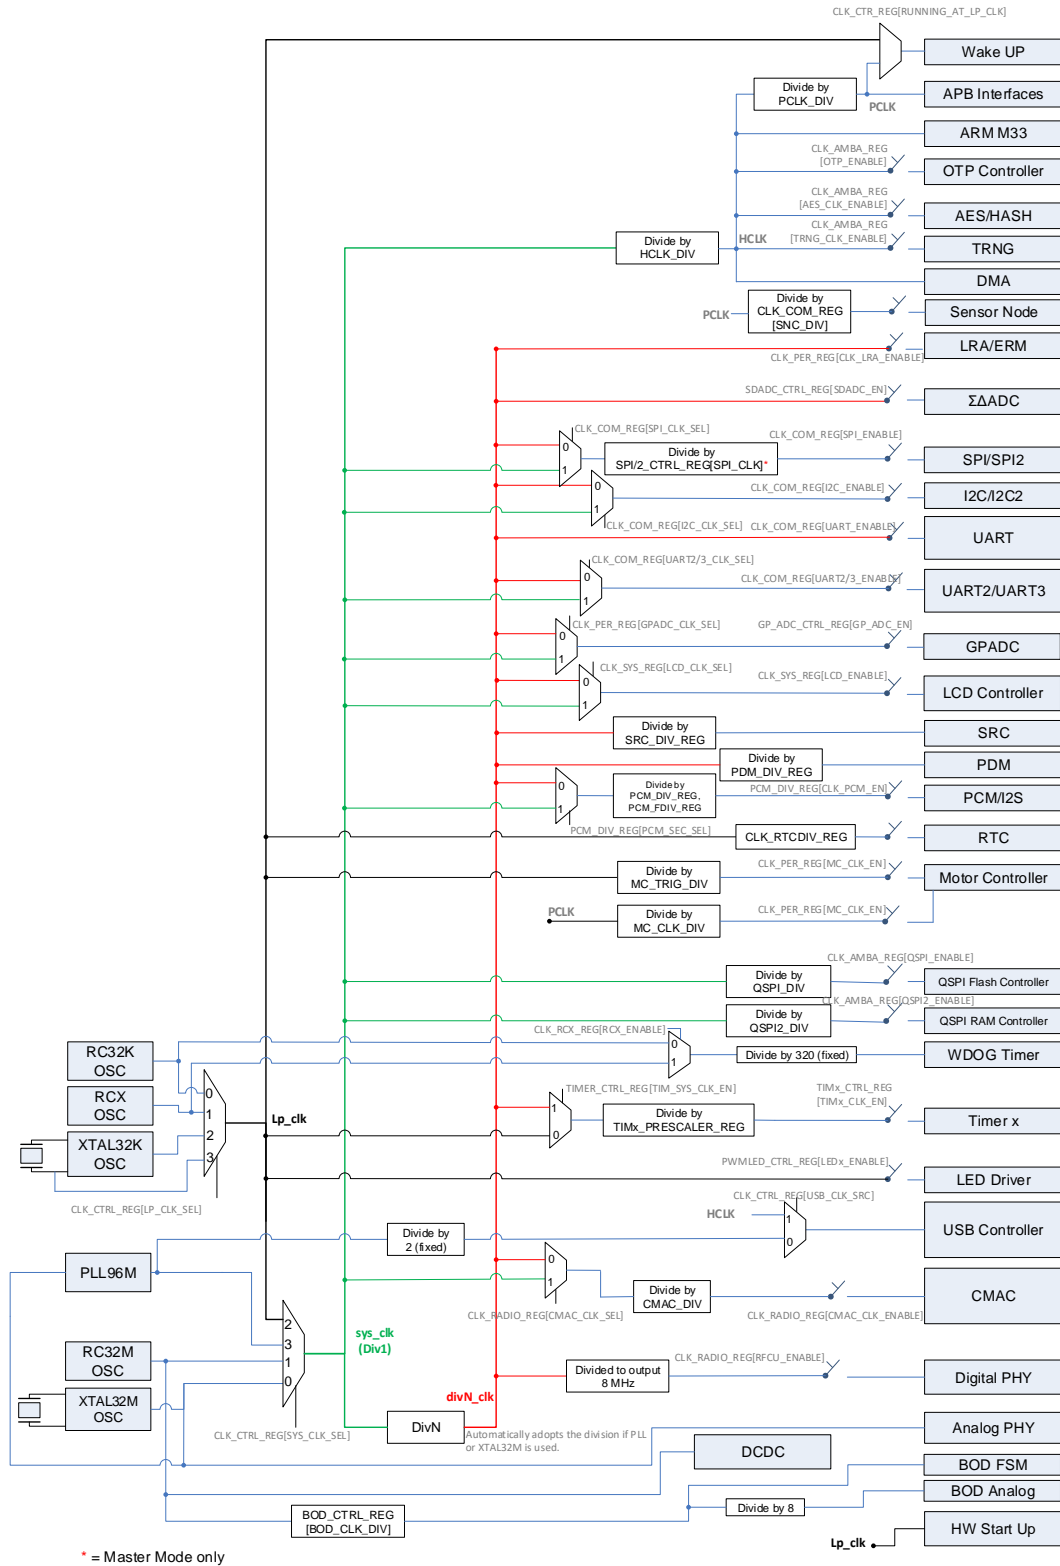 CLK_CTR_REG[RUNNING_AT_LP_CLK]
Wake UP
Divide by
PCLK_DIV
PCLK
APB Interfaces
ARM M33
CLK_AMBA_REG
[OTP_ENABLE]
OTP Controller
CLK_AMBA_REG
[AES_CLK_ENABLE]
AES/HASH
CLK_AMBA_REG
[TRNG_CLK_ENABLE]
Divide by
HCLK_DIV
HCLK
TRNG
DMA
PCLK
Divide by
CLK_COM_REG
[SNC_DIV]
Sensor Node
LRA/ERM
CLK_PER_REG[CLK_LRA_ENABLE]
SDADC_CTRL_REG[SDADC_EN]
ΣΔADC
CLK_COM_REG[SPI_CLK_SEL]
CLK_COM_REG[SPI_ENABLE]
0
1
Divide by
SPI/2_CTRL_REG[SPI_CLK]*
SPI/SPI2
0
1
CLK_COM_REG[I2C_ENABLE]
I2C/I2C2
CLK_COM_REG[I2C_CLK_SEL]
CLK_COM_REG[UART_ENABLE]
UART
CLK_COM_REG[UART2/3_CLK_SEL]
0
1
CLK_COM_REG[UART2/3_ENABLE]
UART2/UART3
CLK_PER_REG[GPADC_CLK_SEL]
GP_ADC_CTRL_REG[GP_ADC_EN]
0
1
GPADC
CLK_SYS_REG[LCD_CLK_SEL]
CLK_SYS_REG[LCD_ENABLE]
0
1
LCD Controller
Divide by
SRC_DIV_REG
SRC
Divide by
PDM_DIV_REG
PDM
0
1
Divide by
PCM_DIV_REG,
PCM_FDIV_REG
PCM_DIV_REG[CLK_PCM_EN]
PCM/I2S
PCM_DIV_REG[PCM_SEC_SEL]
CLK_RTCDIV_REG
RTC
Divide by
MC_TRIG_DIV
CLK_PER_REG[MC_CLK_EN]
Motor Controller
PCLK
Divide by
MC_CLK_DIV
CLK_PER_REG[MC_CLK_EN]
CLK_AMBA_REG[QSPI_ENABLE]
Divide by
QSPI_DIV
QSPI Flash Controller
CLK_AMBA_REG[QSPI2_ENABLE]
Divide by
QSPI2_DIV
QSPI RAM Controller
CLK_RCX_REG[RCX_ENABLE]
0
1
Divide by 320 (fixed)
WDOG Timer
RC32K
OSC
RCX
OSC
XTAL32K
OSC
0
1
2
3
Lp_clk
CLK_CTRL_REG[LP_CLK_SEL]
TIMER_CTRL_REG[TIM_SYS_CLK_EN]
1
0
Divide by
TIMx_PRESCALER_REG
TIMx_CTRL_REG
[TIMx_CLK_EN]
Timer x
PWMLED_CTRL_REG[LEDx_ENABLE]
LED Driver
CLK_CTRL_REG[USB_CLK_SRC]
HCLK
1
0
USB Controller
Divide by
2 (fixed)
PLL96M
0
1
Divide by
CMAC_DIV
CMAC
CLK_RADIO_REG[CMAC_CLK_SEL]
CLK_RADIO_REG[CMAC_CLK_ENABLE]
2
3
1
0
sys_clk
(Div1)
RC32M
OSC
XTAL32M
OSC
CLK_CTRL_REG[SYS_CLK_SEL]
Divided to output
8 MHz
CLK_RADIO_REG[RFCU_ENABLE]
Digital PHY
divN_clk
DivN
Automatically adopts the division if PLL
or XTAL32M is used.
Analog PHY
DCDC
BOD FSM
BOD_CTRL_REG
[BOD_CLK_DIV]
Divide by 8
BOD Analog
Lp_clk
HW Start Up
* = Master Mode only